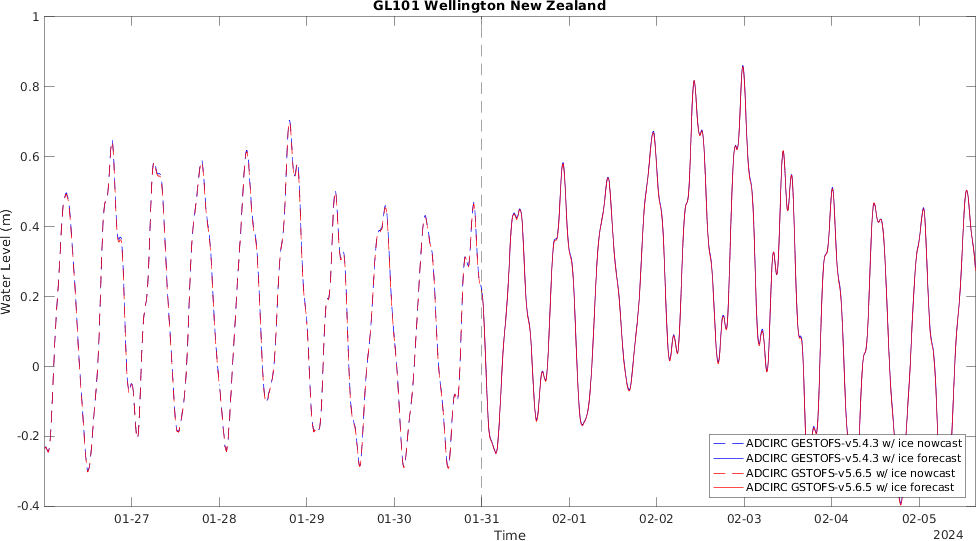 GL101 Wellington New Zealand
Water Level (m)
1
0.8
0.6
0.4
0.2
0
-0.2
-0.4
ADCIRC GESTOFS-v5.4.3 w/ ice nowcast
ADCIRC GESTOFS-v5.4.3 w/ ice forecast
ADCIRC GSTOFS-v5.6.5 w/ ice nowcast
ADCIRC GSTOFS-v5.6.5 w/ ice forecast
01-27 01-28 01-29 01-30 01-31 02-01 02-02 02-03 02-04 02-05
Time
2024